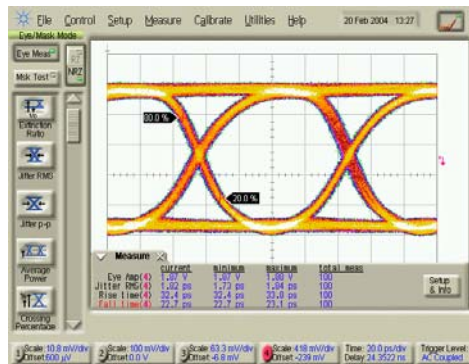 File Control Setup Measure Calibrate Utilities Help 20 Feb 2004 13:27
Eye/Mask Mode
Eye Meas
Msk Test
NRZ
Extinction Ratio
Jitter RMS
Jitter p-p
Average Power
Crossing Percentage
80.0 %
20.0 %
Measure
current minimum maximum total meas
Eye Amp(4) 1.87 V 1.87 V 1.88 V 100
Jitter RMS(4) 1.82 ps 1.73 ps 1.84 ps 100
Rise time(4) 32.4 ps 32.4 ps 33.8 ps 100
Fall time(4) 22.7 ps 22.7 ps 23.1 ps 100
Setup & Info
Scale: 10.8 mV/div Scale: 100 mV/div Scale: 63.3 mV/div Scale: 418 mV/div Time: 20.0 ps/div Trigger Level:
Offset: 600 µV Offset: 0.0 V Offset: -6.8 mV Offset: -239 mV Delay: 24.3522 ns AC Coupled